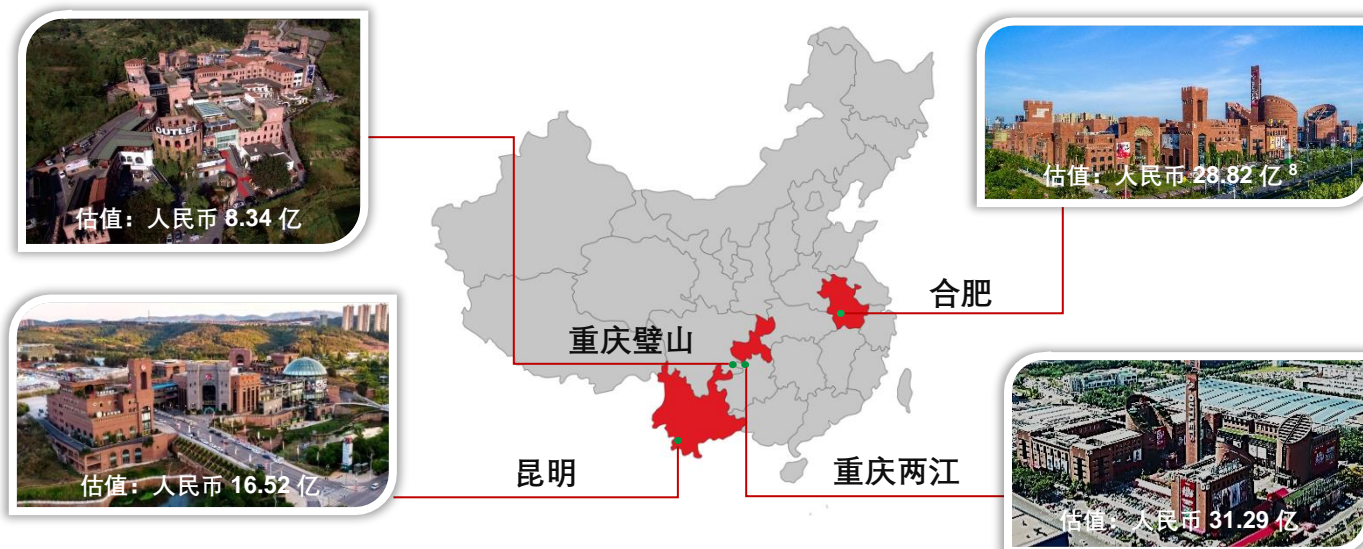 OUTLET
估值：人民币 8.34 亿
估值：人民币 28.82 亿 8
合肥
重庆璧山
估值：人民币 16.52 亿
昆明
重庆两江
估值：人民币 31.29 亿